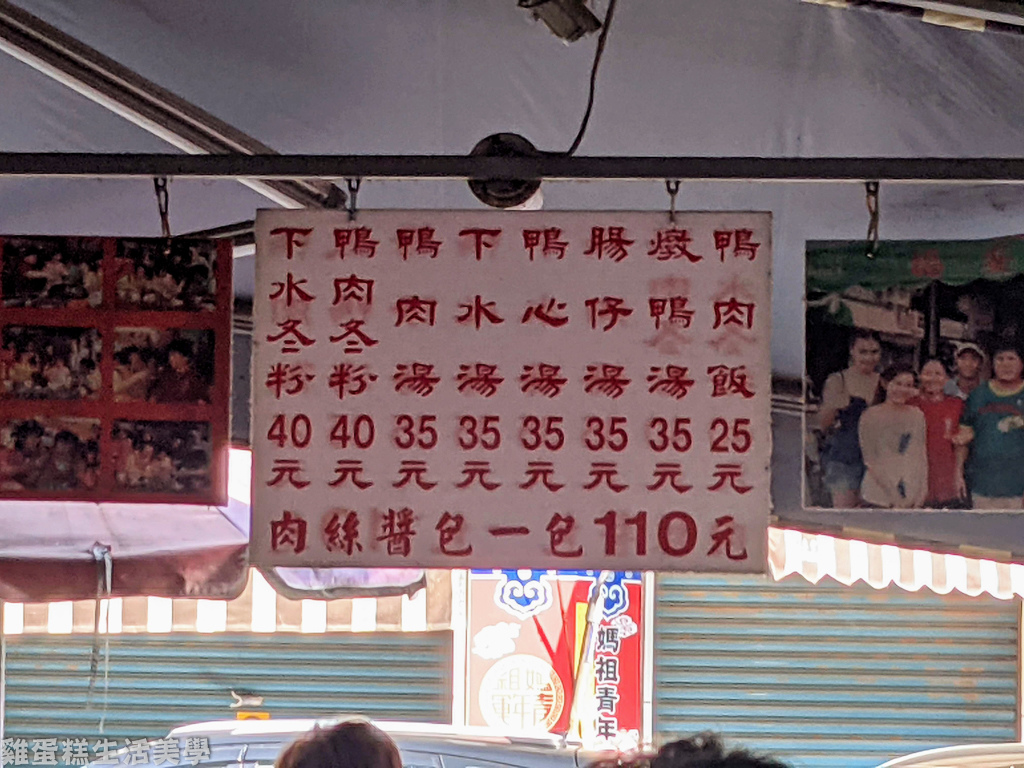 鴨肉飯25元
燉鴨湯35元
腸仔湯35元
鴨心湯35元
下水湯35元
鴨肉湯35元
鴨肉冬粉40元
下水冬粉40元
肉絲醬包一包110元
媽祖青年
雞蛋糕生活美學